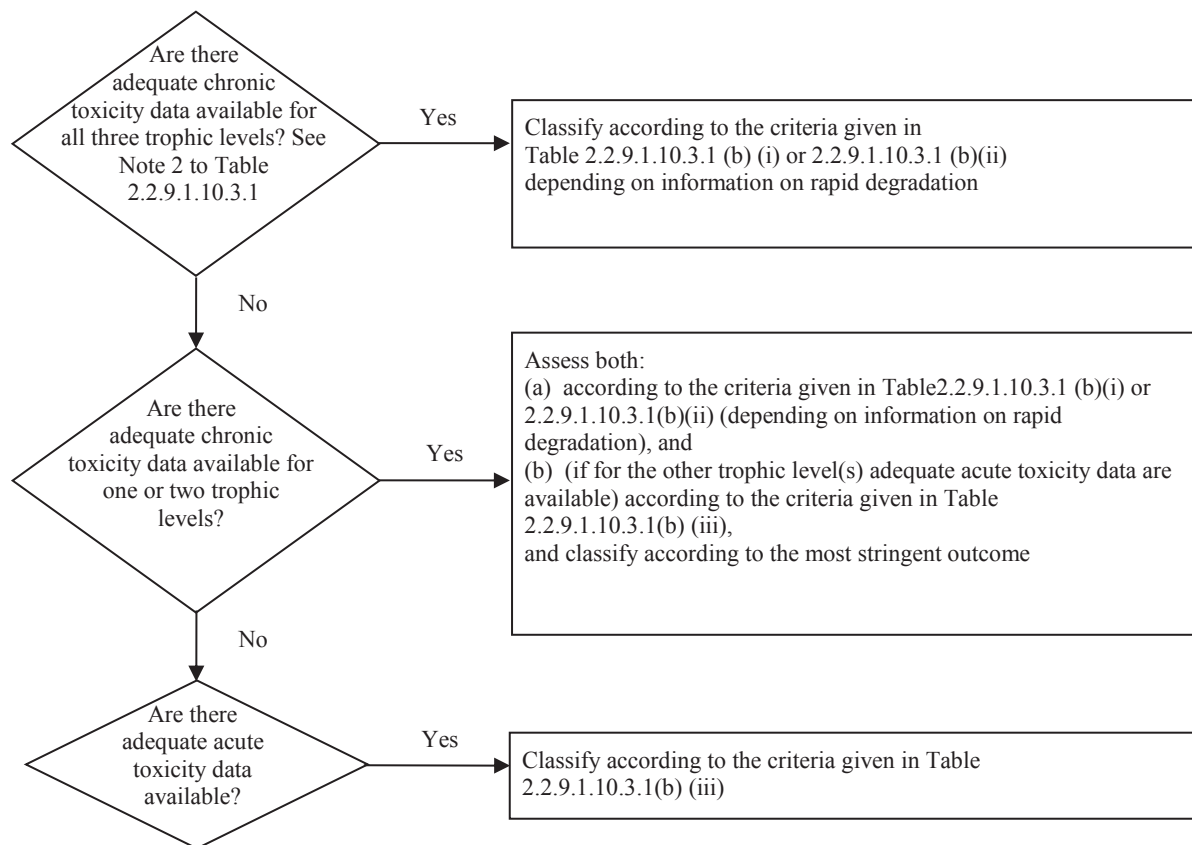 Are there
adequate chronic
toxicity data available for
all three trophic levels? See
Note 2 to Table
2.2.9.1.10.3.1
Yes
Classify according to the criteria given in
Table 2.2.9.1.10.3.1 (b) (i) or 2.2.9.1.10.3.1 (b)(ii)
depending on information on rapid degradation
No
Are there
adequate chronic
toxicity data available for
one or two trophic
levels?
Yes
Assess both:
(a) according to the criteria given in Table2.2.9.1.10.3.1 (b)(i) or
2.2.9.1.10.3.1(b)(ii) (depending on information on rapid
degradation), and
(b) (if for the other trophic level(s) adequate acute toxicity data are
available) according to the criteria given in Table
2.2.9.1.10.3.1(b) (iii),
and classify according to the most stringent outcome
No
Are there
adequate acute
toxicity data
available?
Yes
Classify according to the criteria given in Table
2.2.9.1.10.3.1(b) (iii)